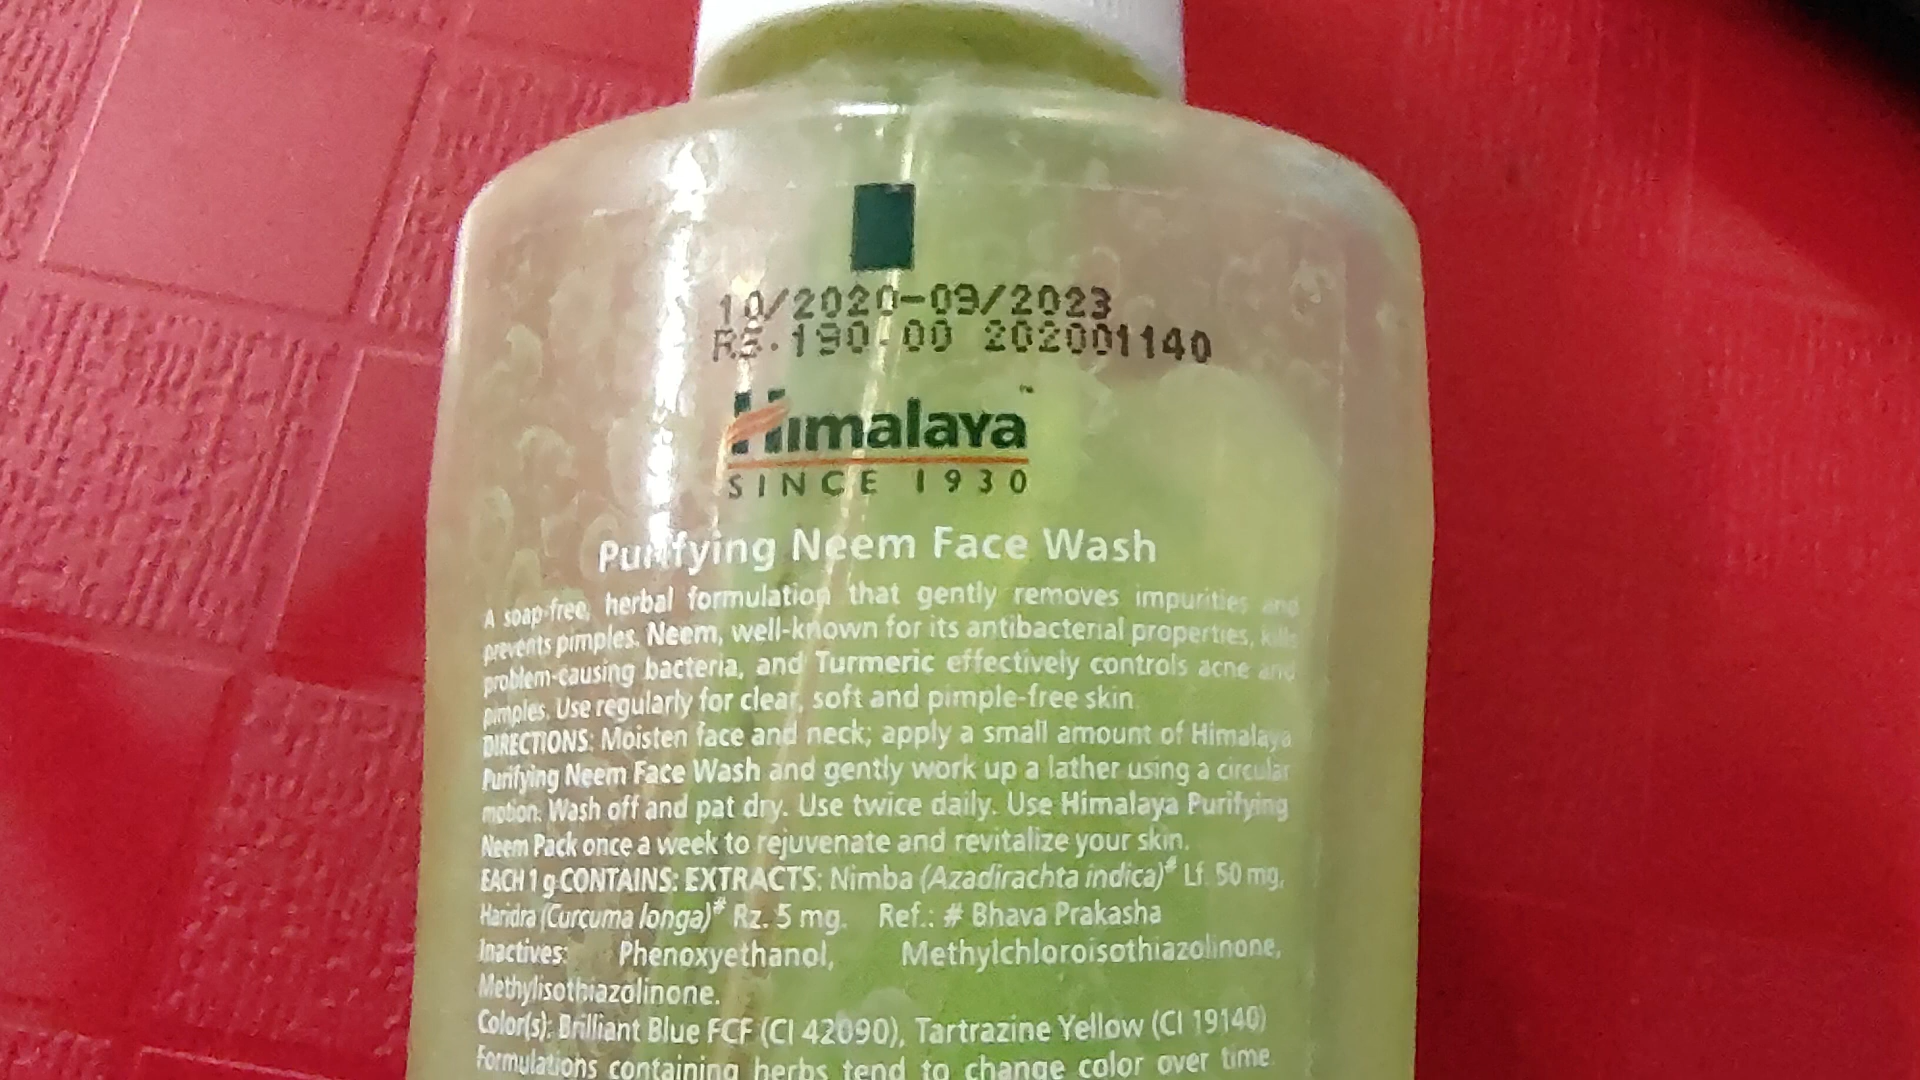 10/2020-09/2023
RS.190.00 202001140
Himalaya™
SINCE 1930
Purifying Neem Face Wash
A soap-free, herbal formulation that gently removes impurities and
prevents pimples. Neem, well-known for its antibacterial properties, kills
problem-causing bacteria, and Turmeric effectively controls acne and
pimples. Use regularly for clear, soft and pimple-free skin.
DIRECTIONS: Moisten face and neck; apply a small amount of Himalaya
Purifying Neem Face Wash and gently work up a lather using a circular
motion. Wash off and pat dry. Use twice daily. Use Himalaya Purifying
Neem Pack once a week to rejuvenate and revitalize your skin.
EACH 1 g CONTAINS: EXTRACTS: Nimba (Azadirachta indica)# Lf. 50 mg,
Haridra (Curcuma longa)# Rz. 5 mg. Ref.: # Bhava Prakasha
Inactives: Phenoxyethanol, Methylchloroisothiazolinone,
Methylisothiazolinone.
Color(s): Brilliant Blue FCF (CI 42090), Tartrazine Yellow (CI 19140)
Formulations containing herbs tend to change color over time.